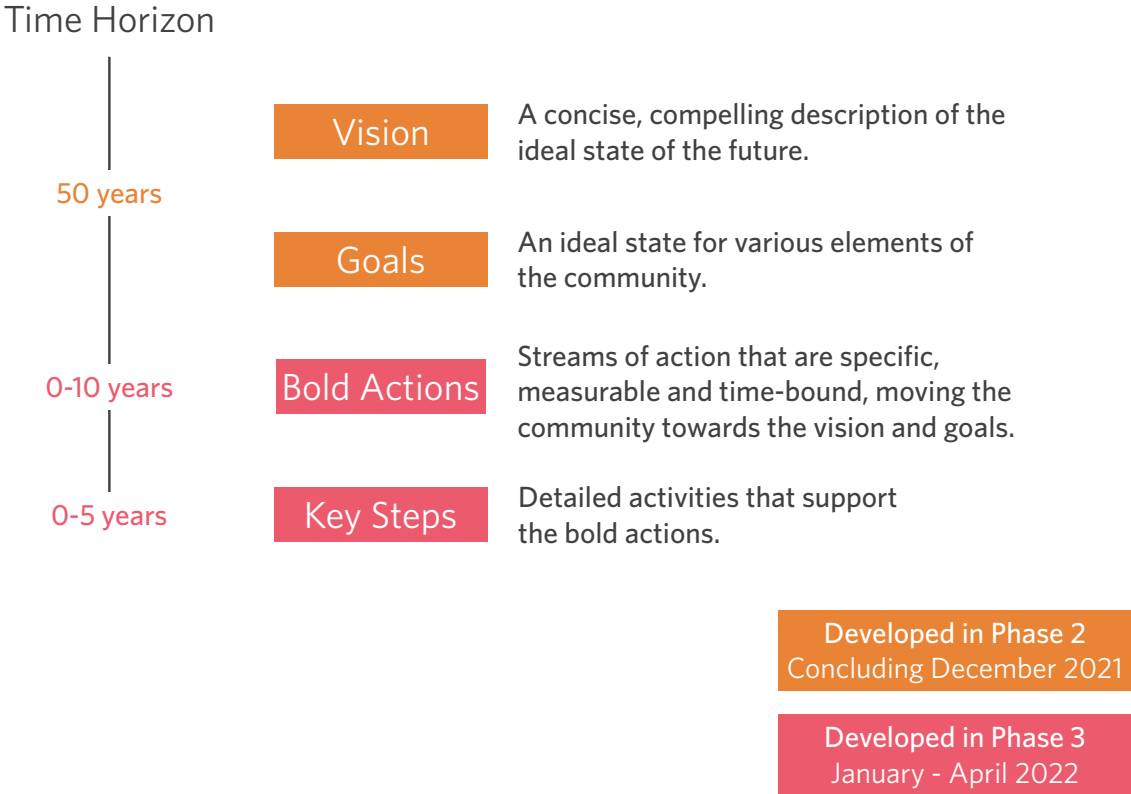 Time Horizon
Vision
A concise, compelling description of the
ideal state of the future.
50 years
Goals
An ideal state for various elements of
the community.
0-10 years
Bold Actions
Streams of action that are specific,
measurable and time-bound, moving the
community towards the vision and goals.
0-5 years
Key Steps
Detailed activities that support
the bold actions.
Developed in Phase 2
Concluding December 2021
Developed in Phase 3
January - April 2022